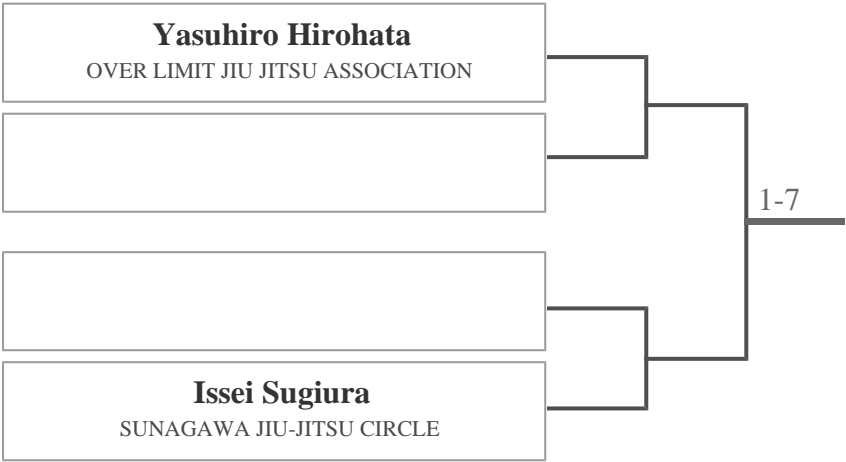 Yasuhiro Hirohata
OVER LIMIT JIU JITSU ASSOCIATION
1-7
Issei Sugiura
SUNAGAWA JIU-JITSU CIRCLE